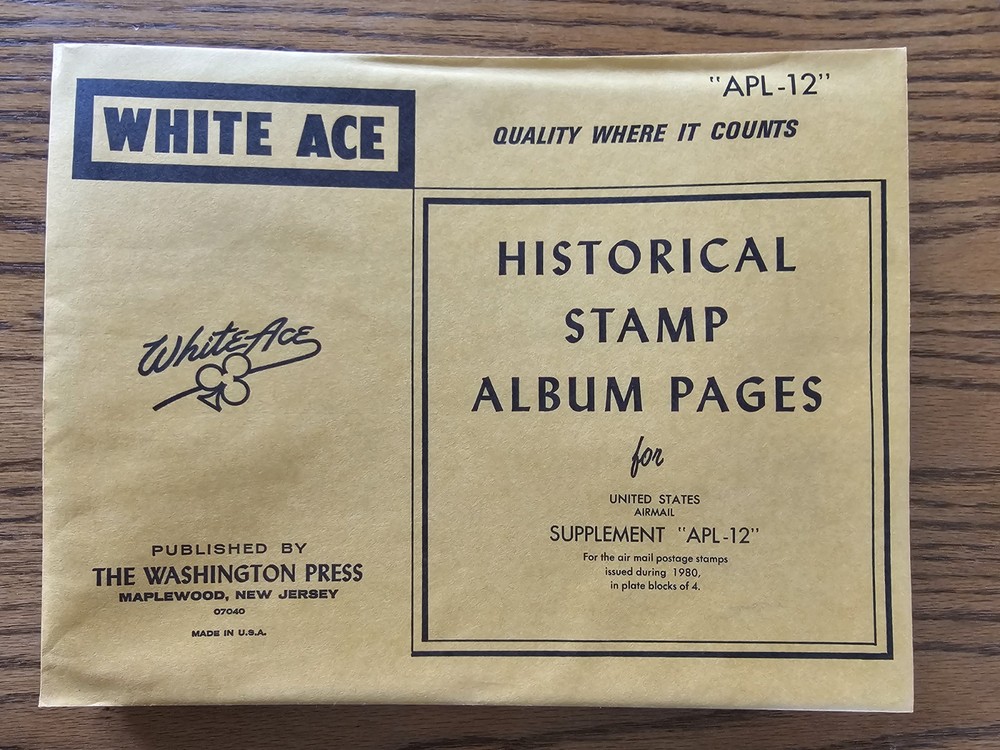 WHITE ACE
"APL-12"
QUALITY WHERE IT COUNTS
White Ace
PUBLISHED BY
THE WASHINGTON PRESS
MAPLEWOOD, NEW JERSEY
07040
MADE IN U.S.A.
HISTORICAL
STAMP
ALBUM PAGES
for
UNITED STATES
AIRMAIL
SUPPLEMENT "APL-12"
For the air mail postage stamps
issued during 1980,
in plate blocks of 4.